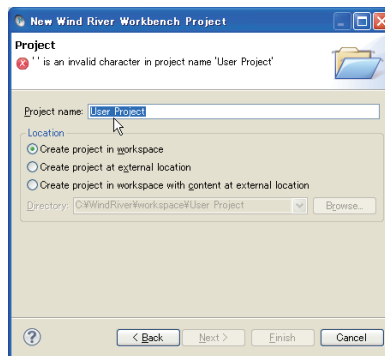 New Wind River Workbench Project
Project
' ' is an invalid character in project name 'User Project'
Project name: User Project
Location
Create project in workspace
Create project at external location
Create project in workspace with content at external location
Directory: C:¥WindRiver¥workspace¥User Project Browse...
? < Back Next > Finish Cancel